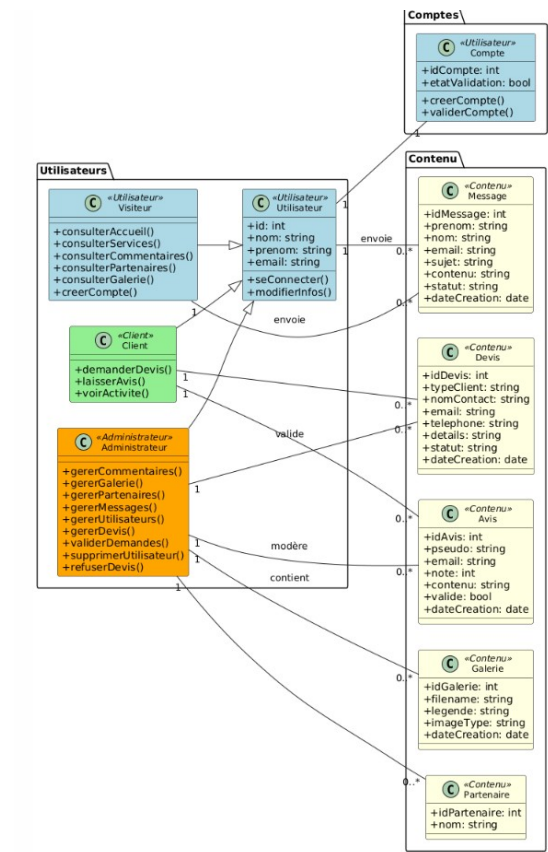 Comptes
C «Utilisateur»
Compte
+idCompte: int
+etatValidation: bool
+creerCompte()
+validerCompte()
1
Utilisateurs
C «Utilisateur»
Visiteur
+consulterAccueil()
+consulterServices()
+consulterCommentaires()
+consulterPartenaires()
+consulterGalerie()
+creerCompte()
C «Utilisateur»
Utilisateur
+id: int
+nom: string
+prenom: string
+email: string
+seConnecter()
+modifierInfos()
1
1
envoie
0..*
1
envoie
0..*
C «Client»
Client
+demanderDevis()
+laisserAvis()
+voirActivite()
1
1
0..*
valide
0..*
1
C «Administrateur»
Administrateur
+gererCommentaires()
+gererGalerie()
+gererPartenaires()
+gererMessages()
+gererUtilisateurs()
+gererDevis()
+validerDemandes()
+supprimerUtilisateur()
+refuserDevis()
0..*
modère
1
0..*
1
contient
1
0..*
0..*
Contenu
C «Contenu»
Message
+idMessage: int
+prenom: string
+nom: string
+email: string
+sujet: string
+contenu: string
+statut: string
+dateCreation: date
C «Contenu»
Devis
+idDevis: int
+typeClient: string
+nomContact: string
+email: string
+telephone: string
+details: string
+statut: string
+dateCreation: date
C «Contenu»
Avis
+idAvis: int
+pseudo: string
+email: string
+note: int
+contenu: string
+valide: bool
+dateCreation: date
C «Contenu»
Galerie
+idGalerie: int
+filename: string
+legende: string
+imageType: string
+dateCreation: date
C «Contenu»
Partenaire
+idPartenaire: int
+nom: string